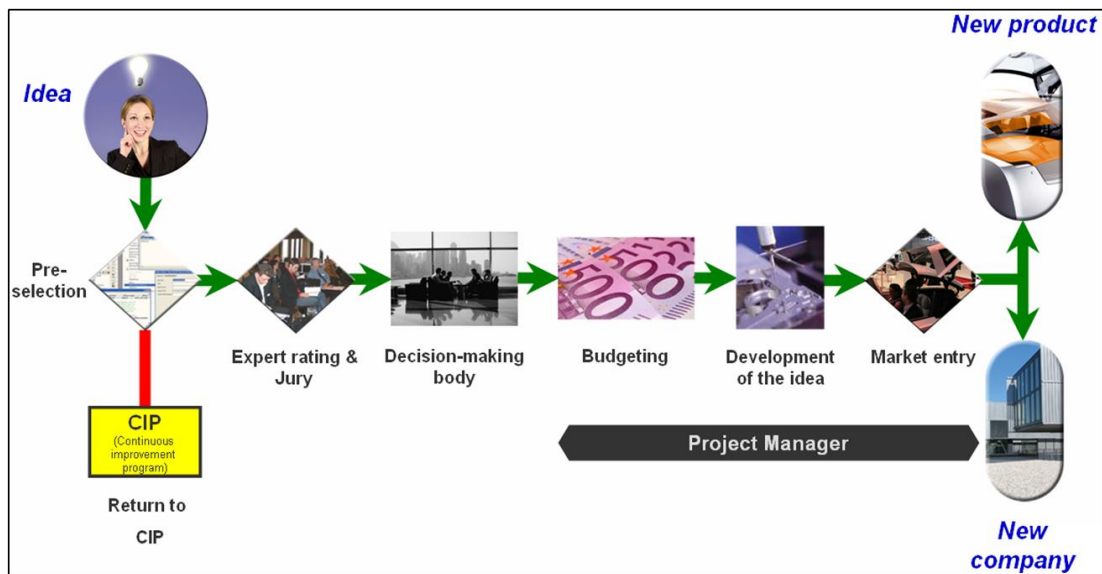 New product
Idea
Pre-
selection
Expert rating &
Jury
Decision-making
body
Budgeting
Development
of the idea
Market entry
Project Manager
CIP
(Continuous
improvement
program)
Return to
CIP
New
company